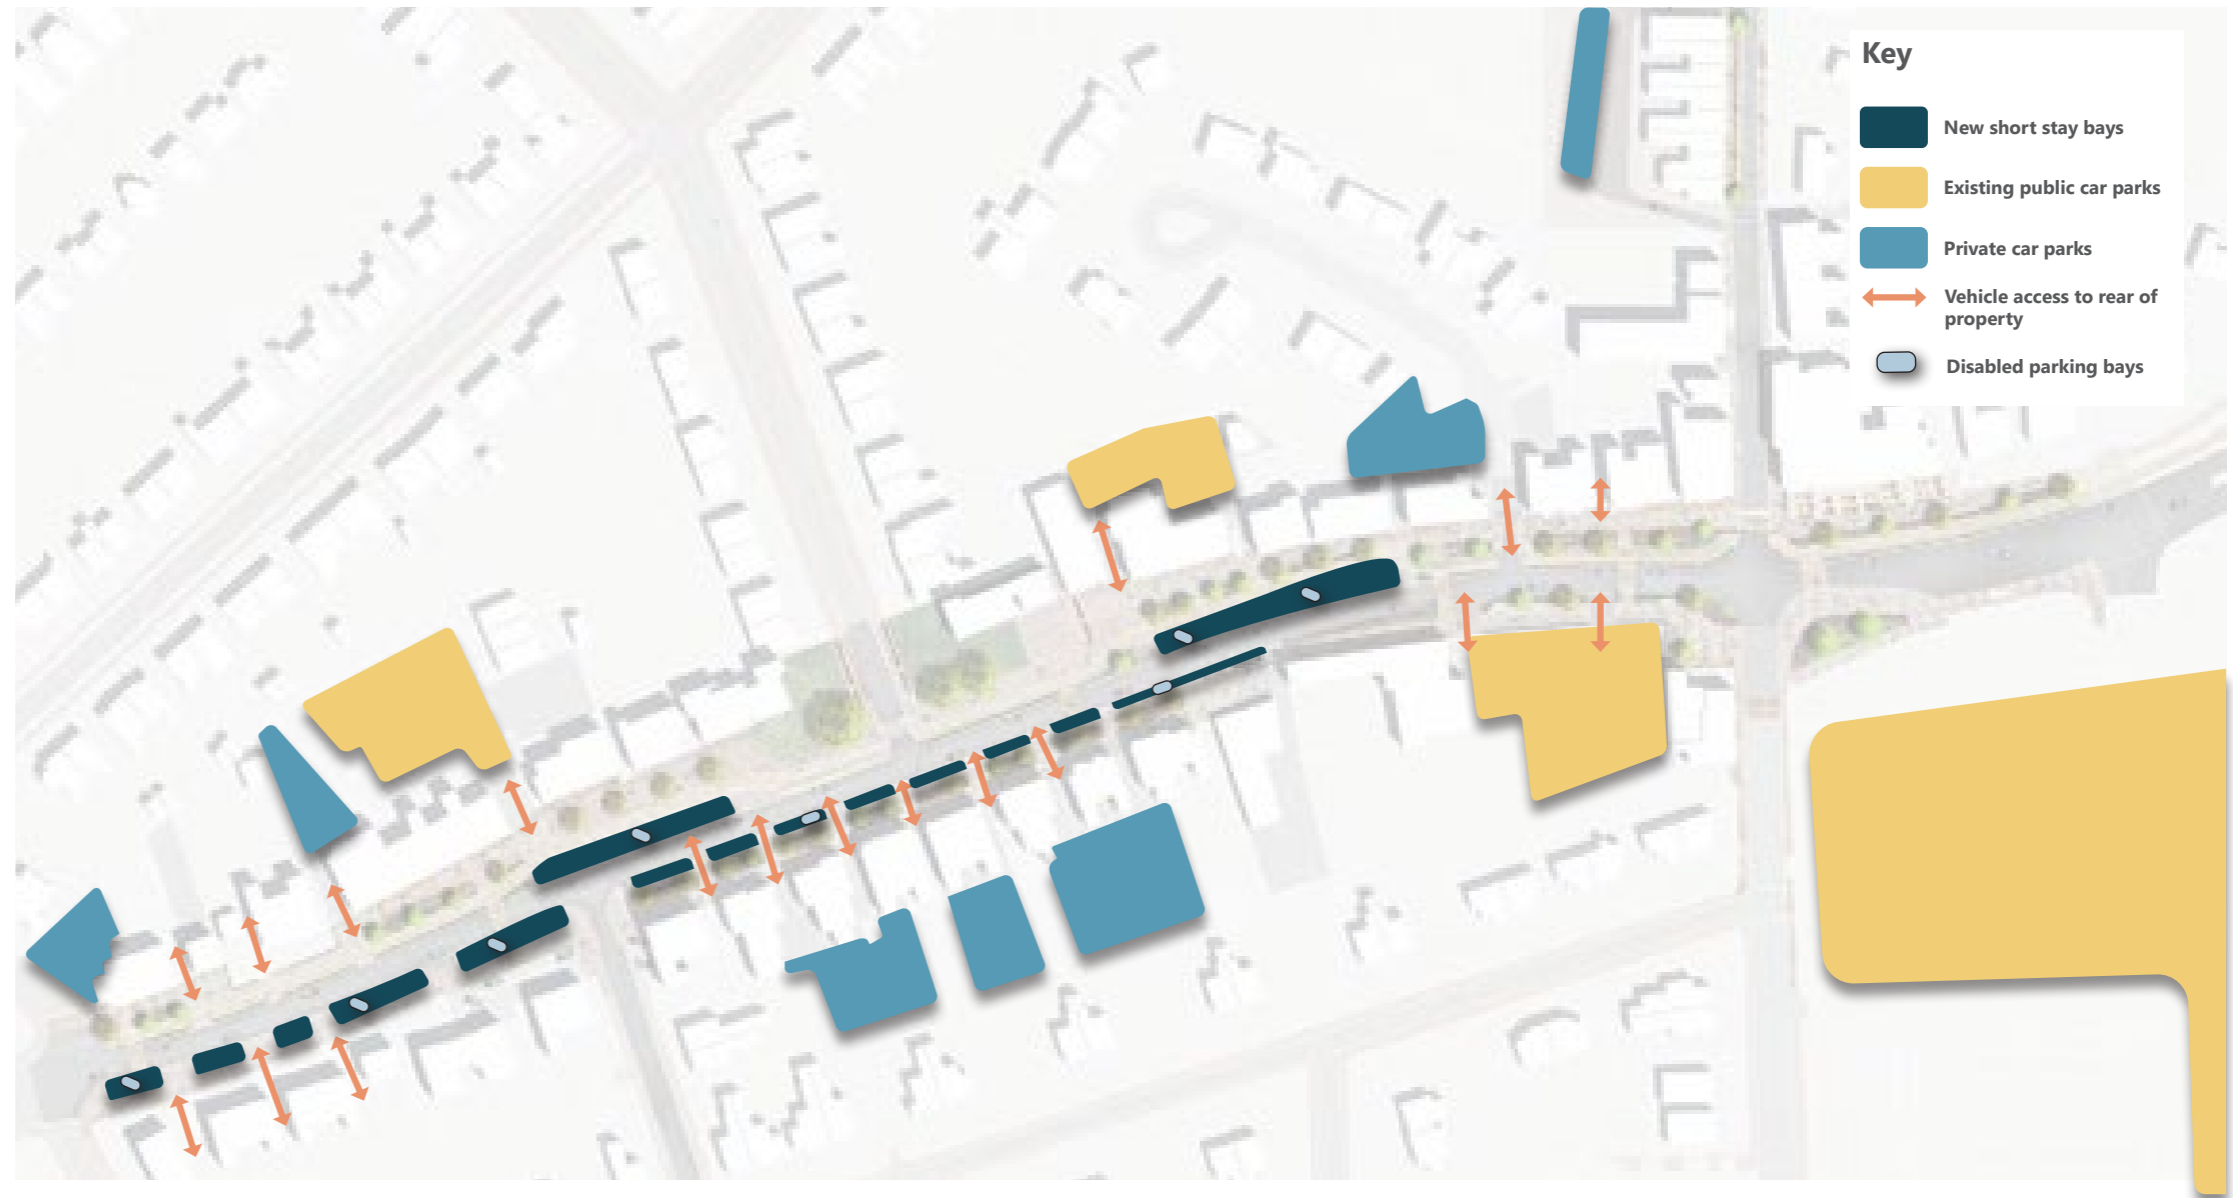 Key
New short stay bays
Existing public car parks
Private car parks
Vehicle access to rear of
property
Disabled parking bays